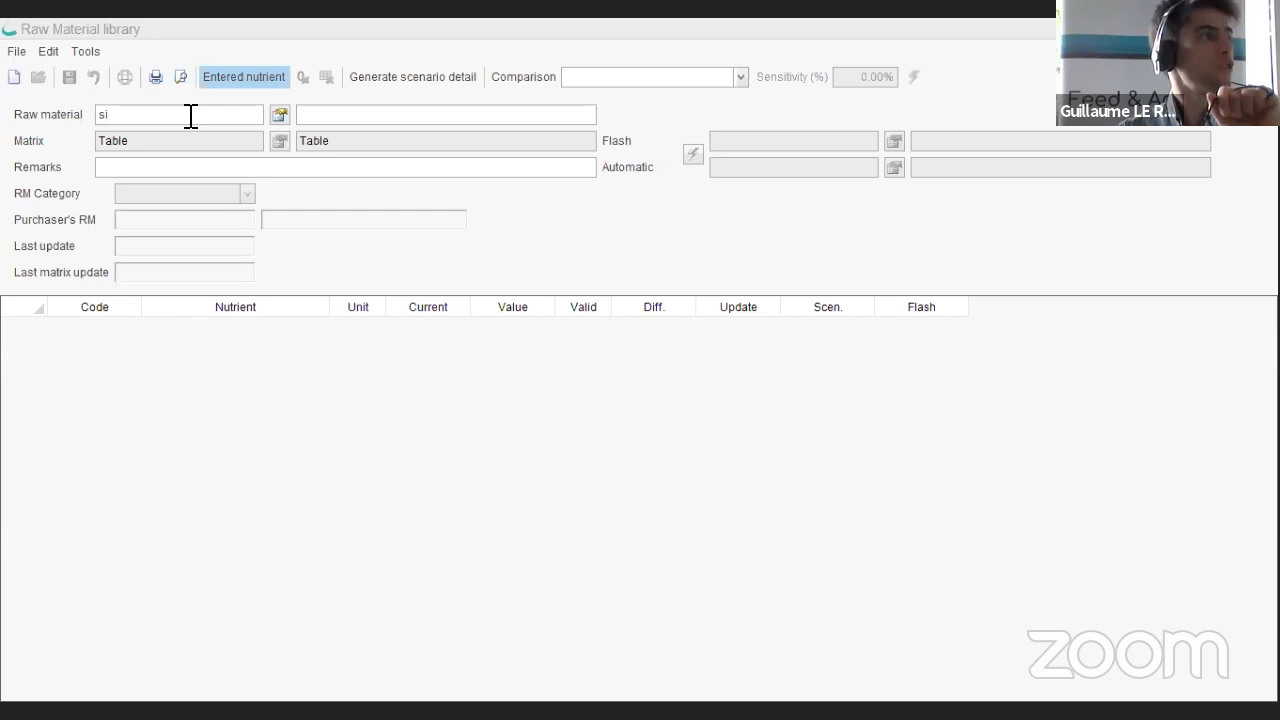 Raw Material library
File Edit Tools
Entered nutrient Generate scenario detail Comparison Sensitivity (%) 0.00%
Feed & A
Guillaume LE R...
Raw material si
Matrix Table Table Flash
Remarks Automatic
RM Category
Purchaser's RM
Last update
Last matrix update
Code Nutrient Unit Current Value Valid Diff. Update Scen. Flash
zoom